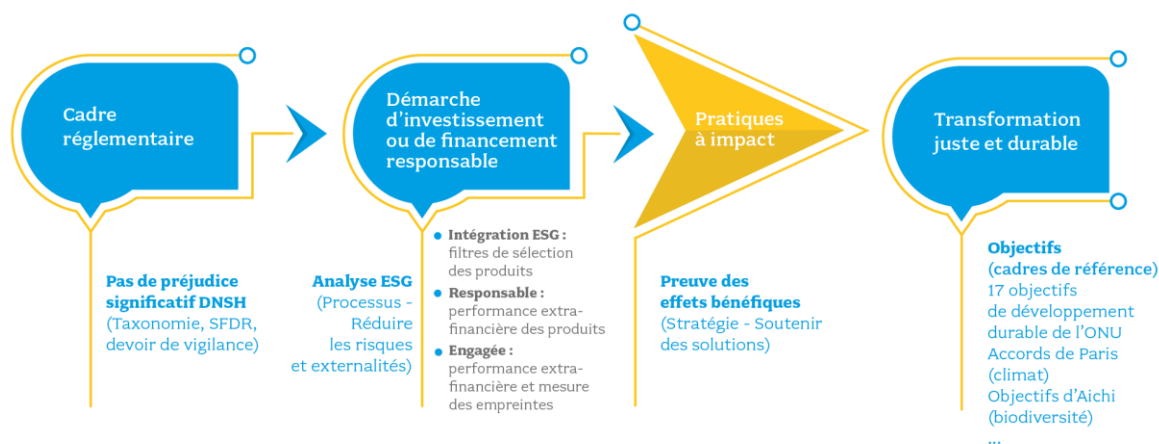 Cadre
réglementaire
Pas de préjudice
significatif DNSH
(Taxonomie, SFDR,
devoir de vigilance)
Démarche
d’investissement
ou de financement
responsable
Analyse ESG
(Processus -
Réduire
les risques
et externalités)
Intégration ESG :
filtres de sélection
des produits
Responsable :
performance extra-
financière des produits
Engagée :
performance extra-
financière et mesure
des empreintes
Pratiques
à impact
Preuve des
effets bénéfiques
(Stratégie - Soutenir
des solutions)
Transformation
juste et durable
Objectifs
(cadres de référence)
17 objectifs
de développement
durable de l’ONU
Accords de Paris
(climat)
Objectifs d’Aichi
(biodiversité)
...